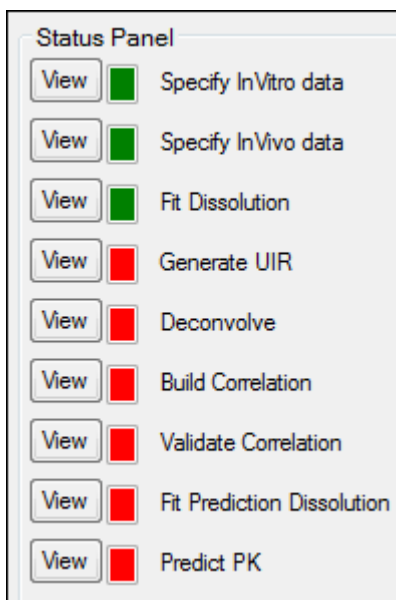 Status Panel
View Specify InVitro data
View Specify InVivo data
View Fit Dissolution
View Generate UIR
View Deconvolve
View Build Correlation
View Validate Correlation
View Fit Prediction Dissolution
View Predict PK